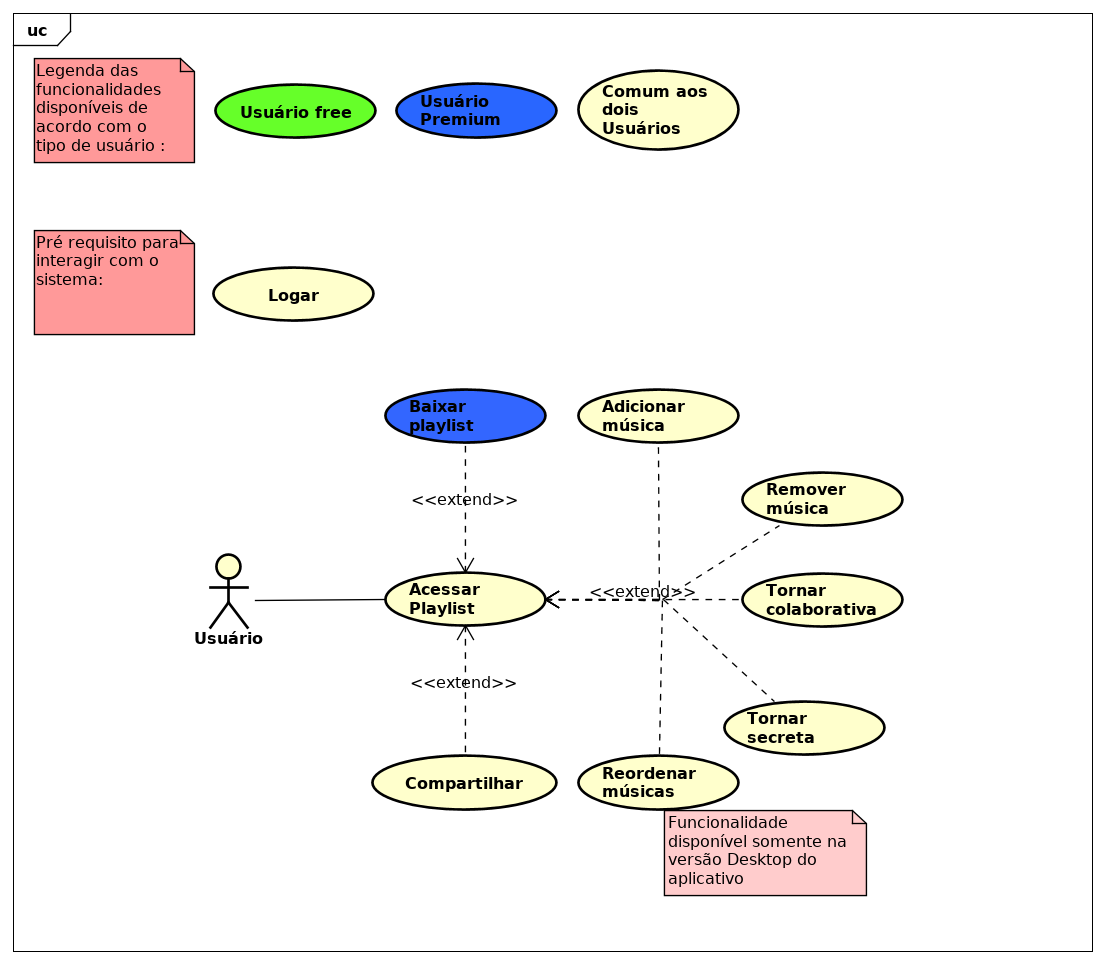 uc
Legenda das
funcionalidades
disponíveis de
acordo com o
tipo de usuário :
Usuário free
Usuário
Premium
Comum aos
dois
Usuários
Pré requisito para
interagir com o
sistema:
Logar
Baixar
playlist
Adicionar
música
Remover
música
<<extend>>
Acessar
Playlist
<<extend>>
Tornar
colaborativa
Usuário
<<extend>>
Tornar
secreta
Compartilhar
Reordenar
músicas
Funcionalidade
disponível somente na
versão Desktop do
aplicativo